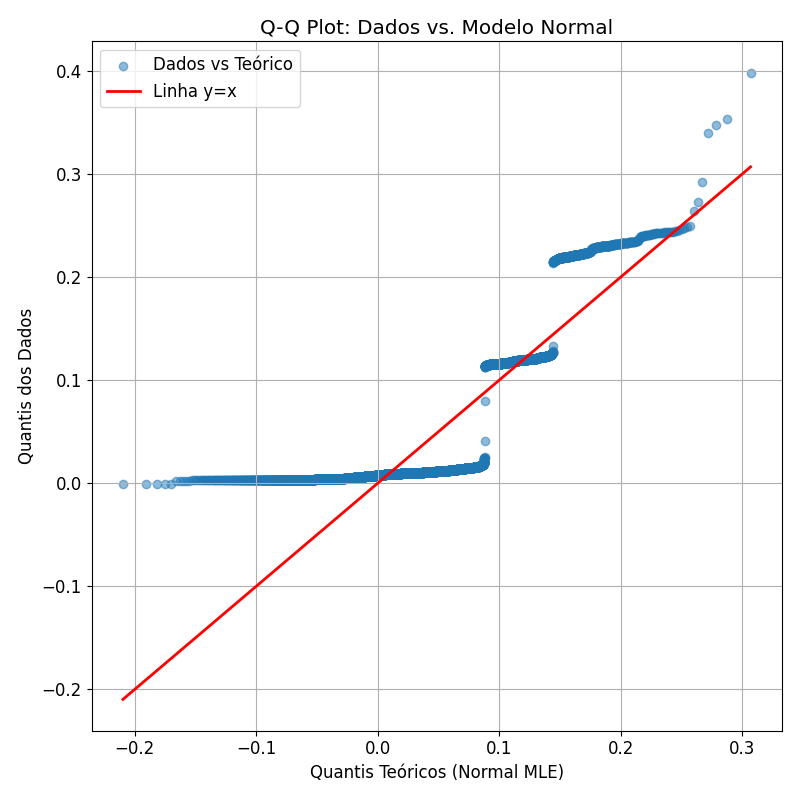 Q-Q Plot: Dados vs. Modelo Normal
Dados vs Teórico
Linha y=x
Quantis dos Dados
0.4
0.3
0.2
0.1
0.0
−0.1
−0.2
−0.2 −0.1 0.0 0.1 0.2 0.3
Quantis Teóricos (Normal MLE)